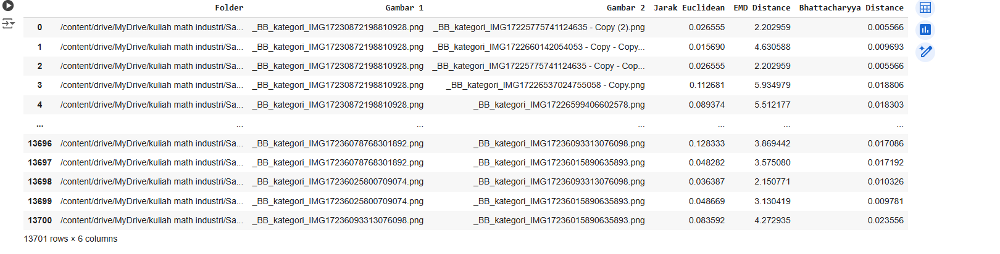 Folder Gambar 1 Gambar 2 Jarak Euclidean EMD Distance Bhattacharyya Distance
0 /content/drive/MyDrive/kuliah math industri/Sa... _BB_kategori_IMG17230872198810928.png _BB_kategori_IMG17225775741124635 - Copy (2).png 0.026555 2.202959 0.005566
1 /content/drive/MyDrive/kuliah math industri/Sa... _BB_kategori_IMG17230872198810928.png _BB_kategori_IMG1722660142054053 - Copy - Copy... 0.015690 4.630588 0.009693
2 /content/drive/MyDrive/kuliah math industri/Sa... _BB_kategori_IMG17230872198810928.png _BB_kategori_IMG17225775741124635 - Copy - Cop... 0.026555 2.202959 0.005566
3 /content/drive/MyDrive/kuliah math industri/Sa... _BB_kategori_IMG17230872198810928.png _BB_kategori_IMG17226537024755058 - Copy.png 0.112681 5.934979 0.018806
4 /content/drive/MyDrive/kuliah math industri/Sa... _BB_kategori_IMG17230872198810928.png _BB_kategori_IMG17226599406602578.png 0.089374 5.512177 0.018303
... ... ... ... ... ... ...
13696 /content/drive/MyDrive/kuliah math industri/Sa... _BB_kategori_IMG17236078768301892.png _BB_kategori_IMG17236093313076098.png 0.128333 3.869442 0.017086
13697 /content/drive/MyDrive/kuliah math industri/Sa... _BB_kategori_IMG17236078768301892.png _BB_kategori_IMG17236015890635893.png 0.048282 3.575080 0.017192
13698 /content/drive/MyDrive/kuliah math industri/Sa... _BB_kategori_IMG17236025800709074.png _BB_kategori_IMG17236093313076098.png 0.036387 2.150771 0.010326
13699 /content/drive/MyDrive/kuliah math industri/Sa... _BB_kategori_IMG17236025800709074.png _BB_kategori_IMG17236015890635893.png 0.048669 3.130419 0.009781
13700 /content/drive/MyDrive/kuliah math industri/Sa... _BB_kategori_IMG17236093313076098.png _BB_kategori_IMG17236015890635893.png 0.083592 4.272935 0.023556
13701 rows × 6 columns